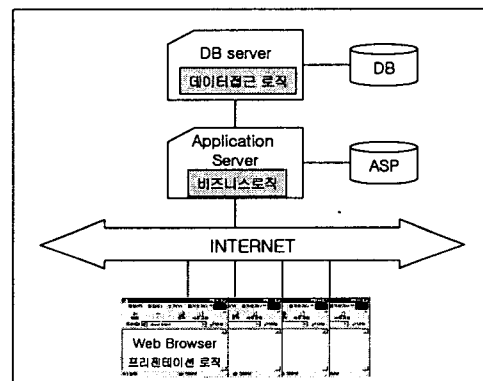 DB server
데이터접근 로직
DB
Application
Server
비즈니스로직
ASP
INTERNET
Web Browser
프리젠테이션 로직